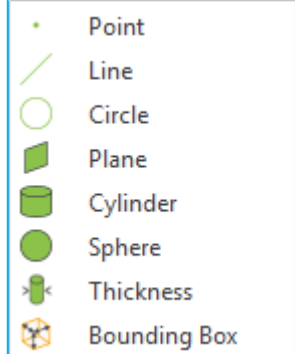 Point
Line
Circle
Plane
Cylinder
Sphere
Thickness
Bounding Box